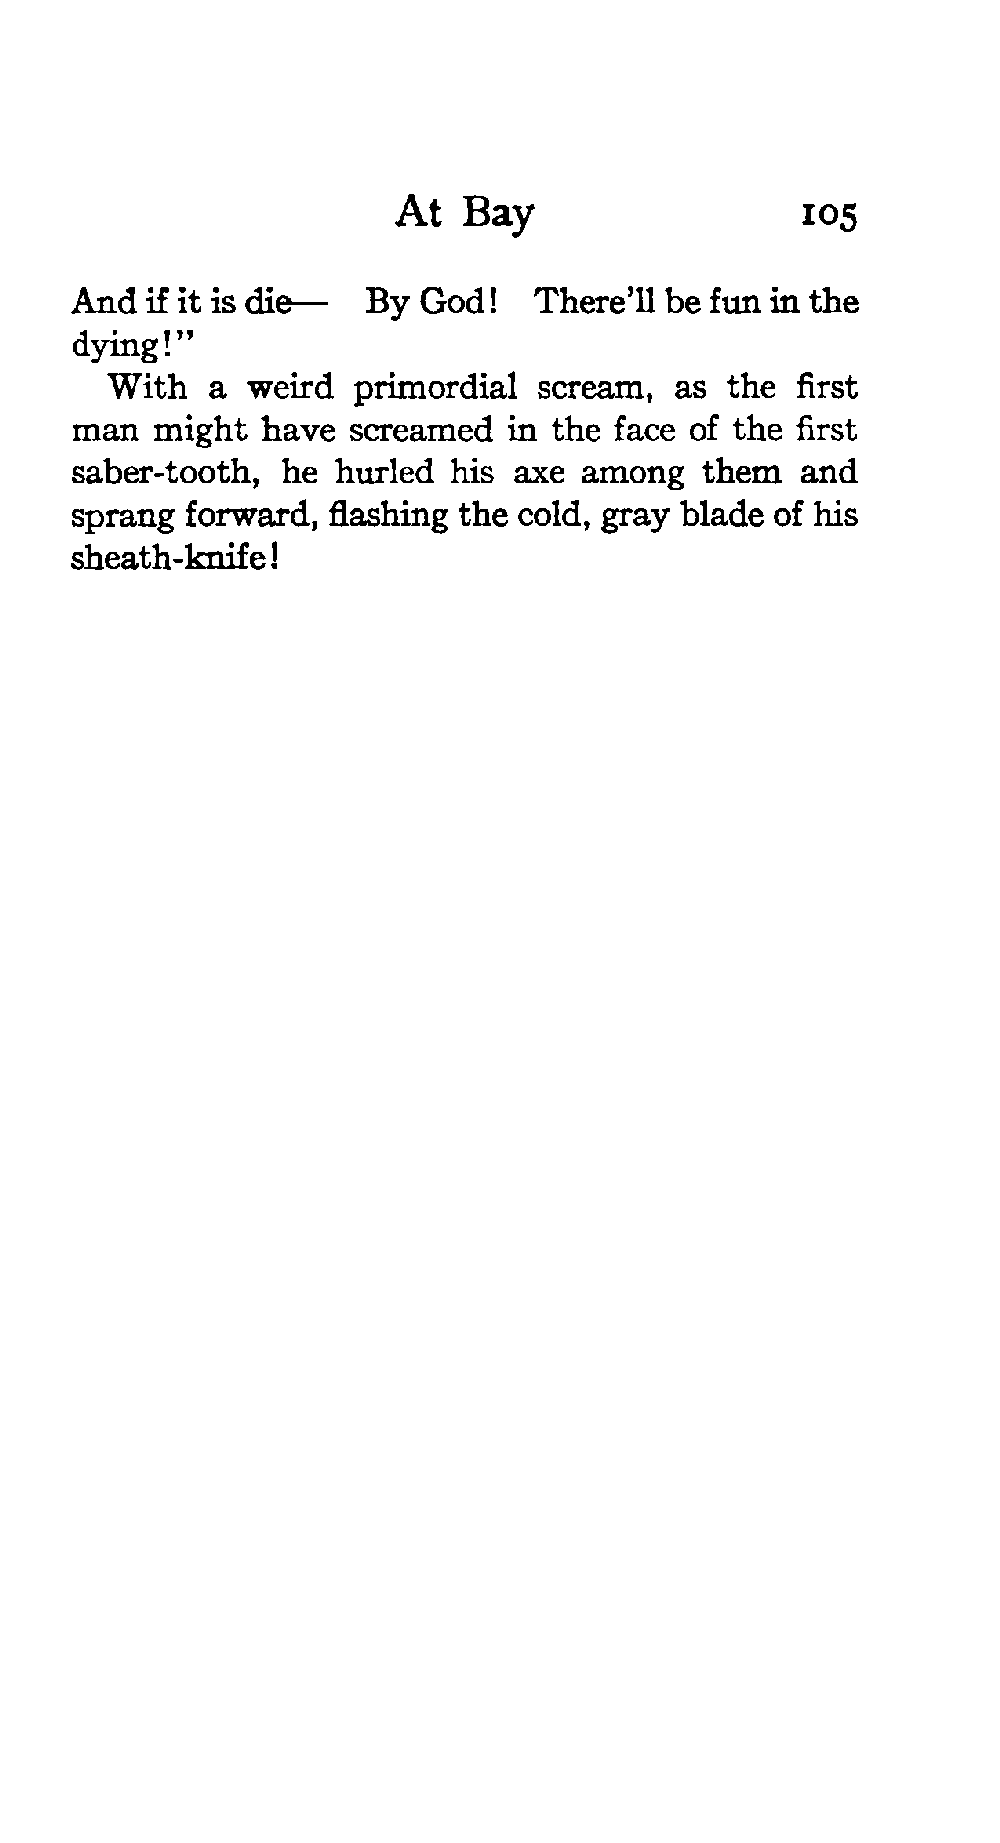 At Bay 105
And if it is die— By God! There'll be fun in the
dying!"
With a weird primordial scream, as the first
man might have screamed in the face of the first
saber-tooth, he hurled his axe among them and
sprang forward, flashing the cold, gray blade of his
sheath-knife!